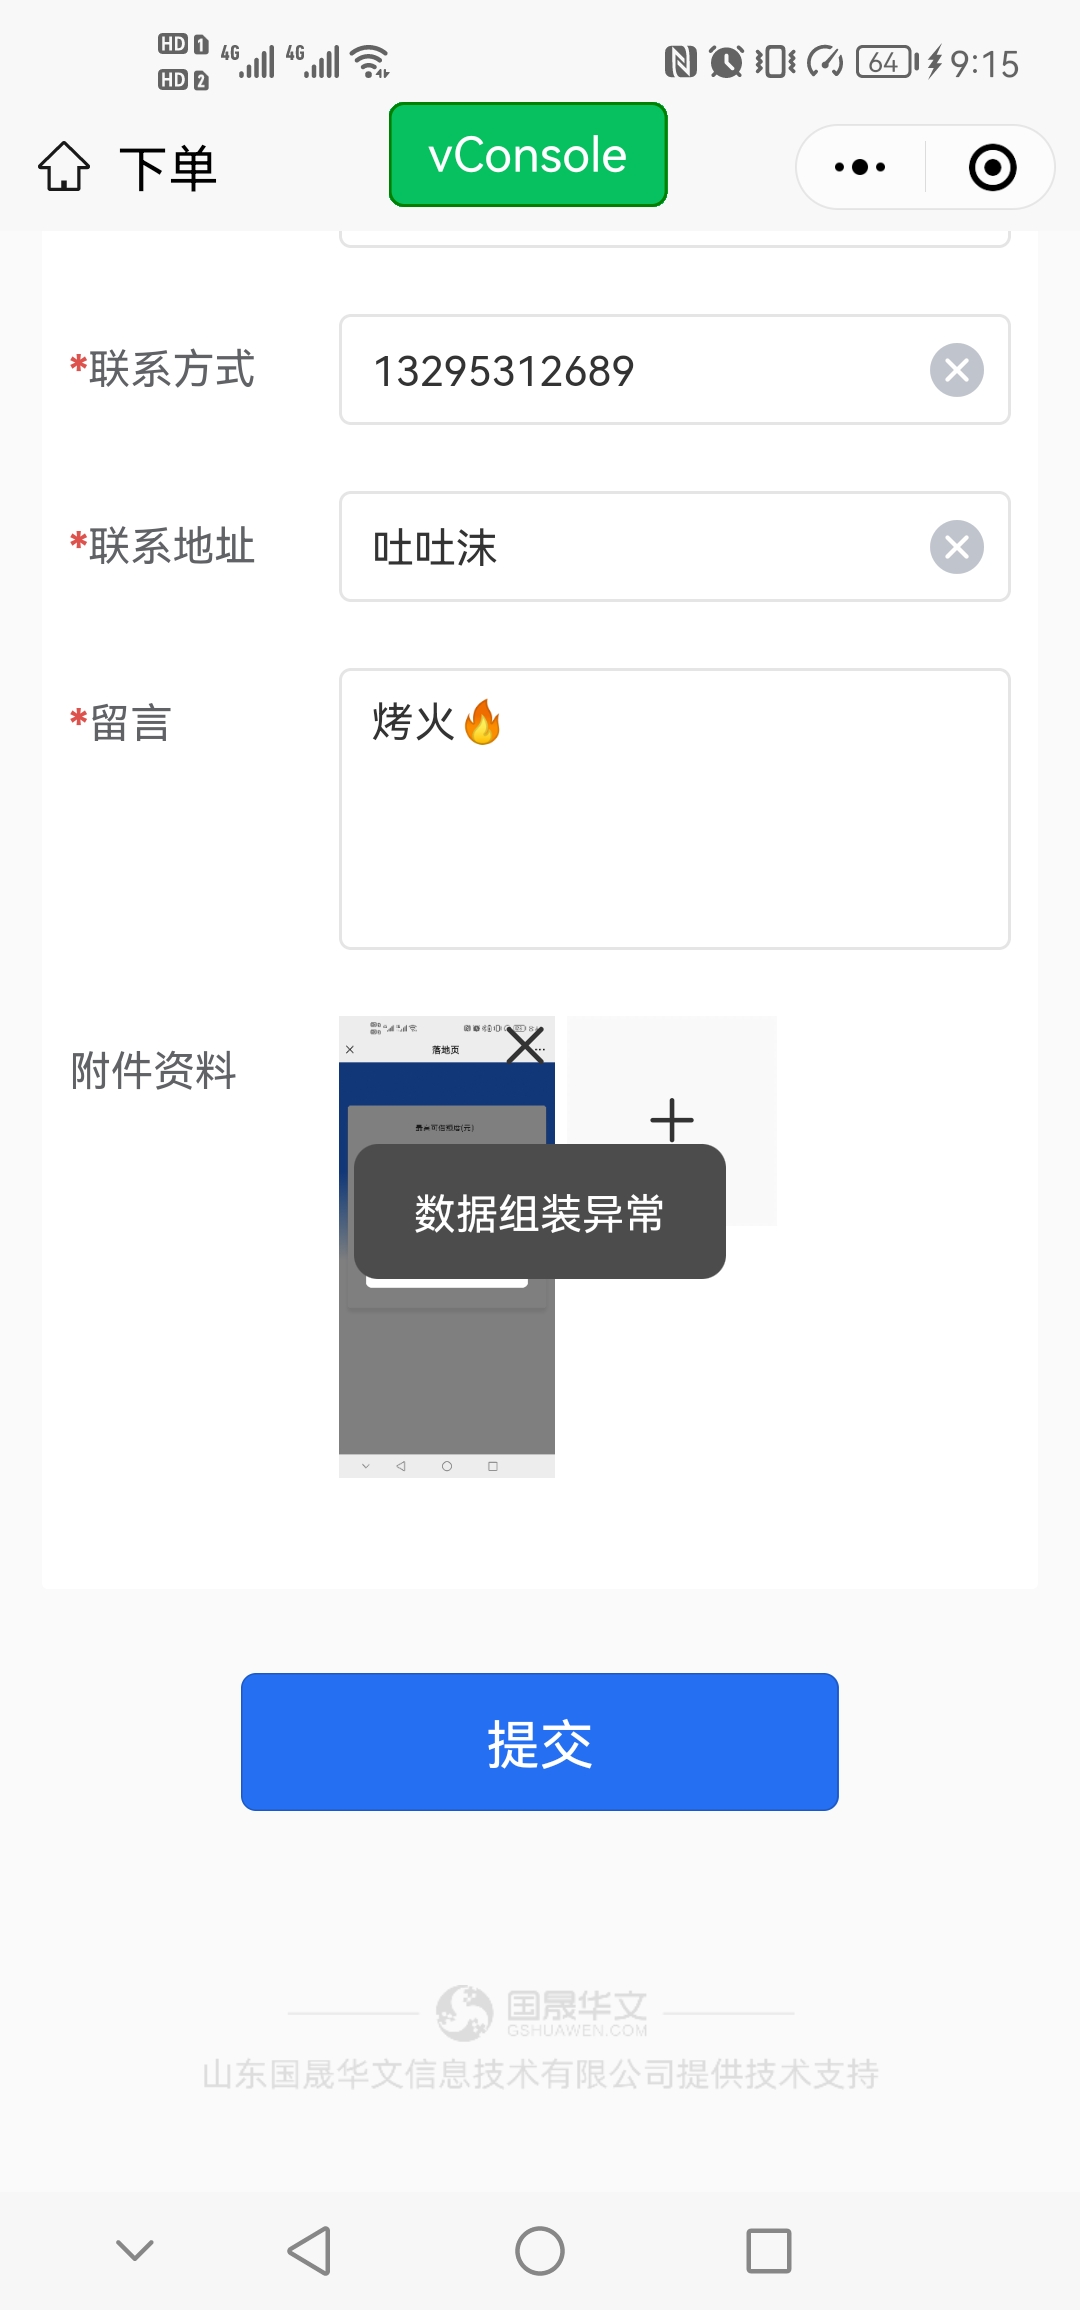 HD 1 4G 4G 64 9:15
HD 2
下单
vConsole
*联系方式
13295312689
*联系地址
吐吐沫
*留言
烤火🔥
附件资料
落地页
数据组装异常
提交
国晟华文
GSHUAWEN.COM
山东国晟华文信息技术有限公司提供技术支持